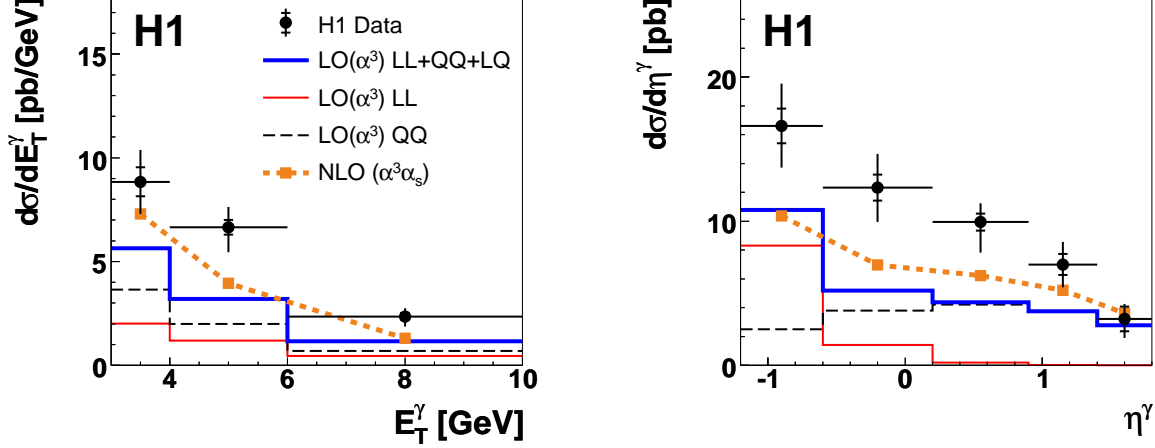 H1
H1 Data
LO(α³) LL+QQ+LQ
LO(α³) LL
LO(α³) QQ
NLO (α³αₛ)
dσ/dE_T^γ [pb/GeV]
15
10
5
0
4
6
8
10
E_T^γ [GeV]
H1
dσ/dη^γ [pb]
20
10
0
-1
0
1
η^γ